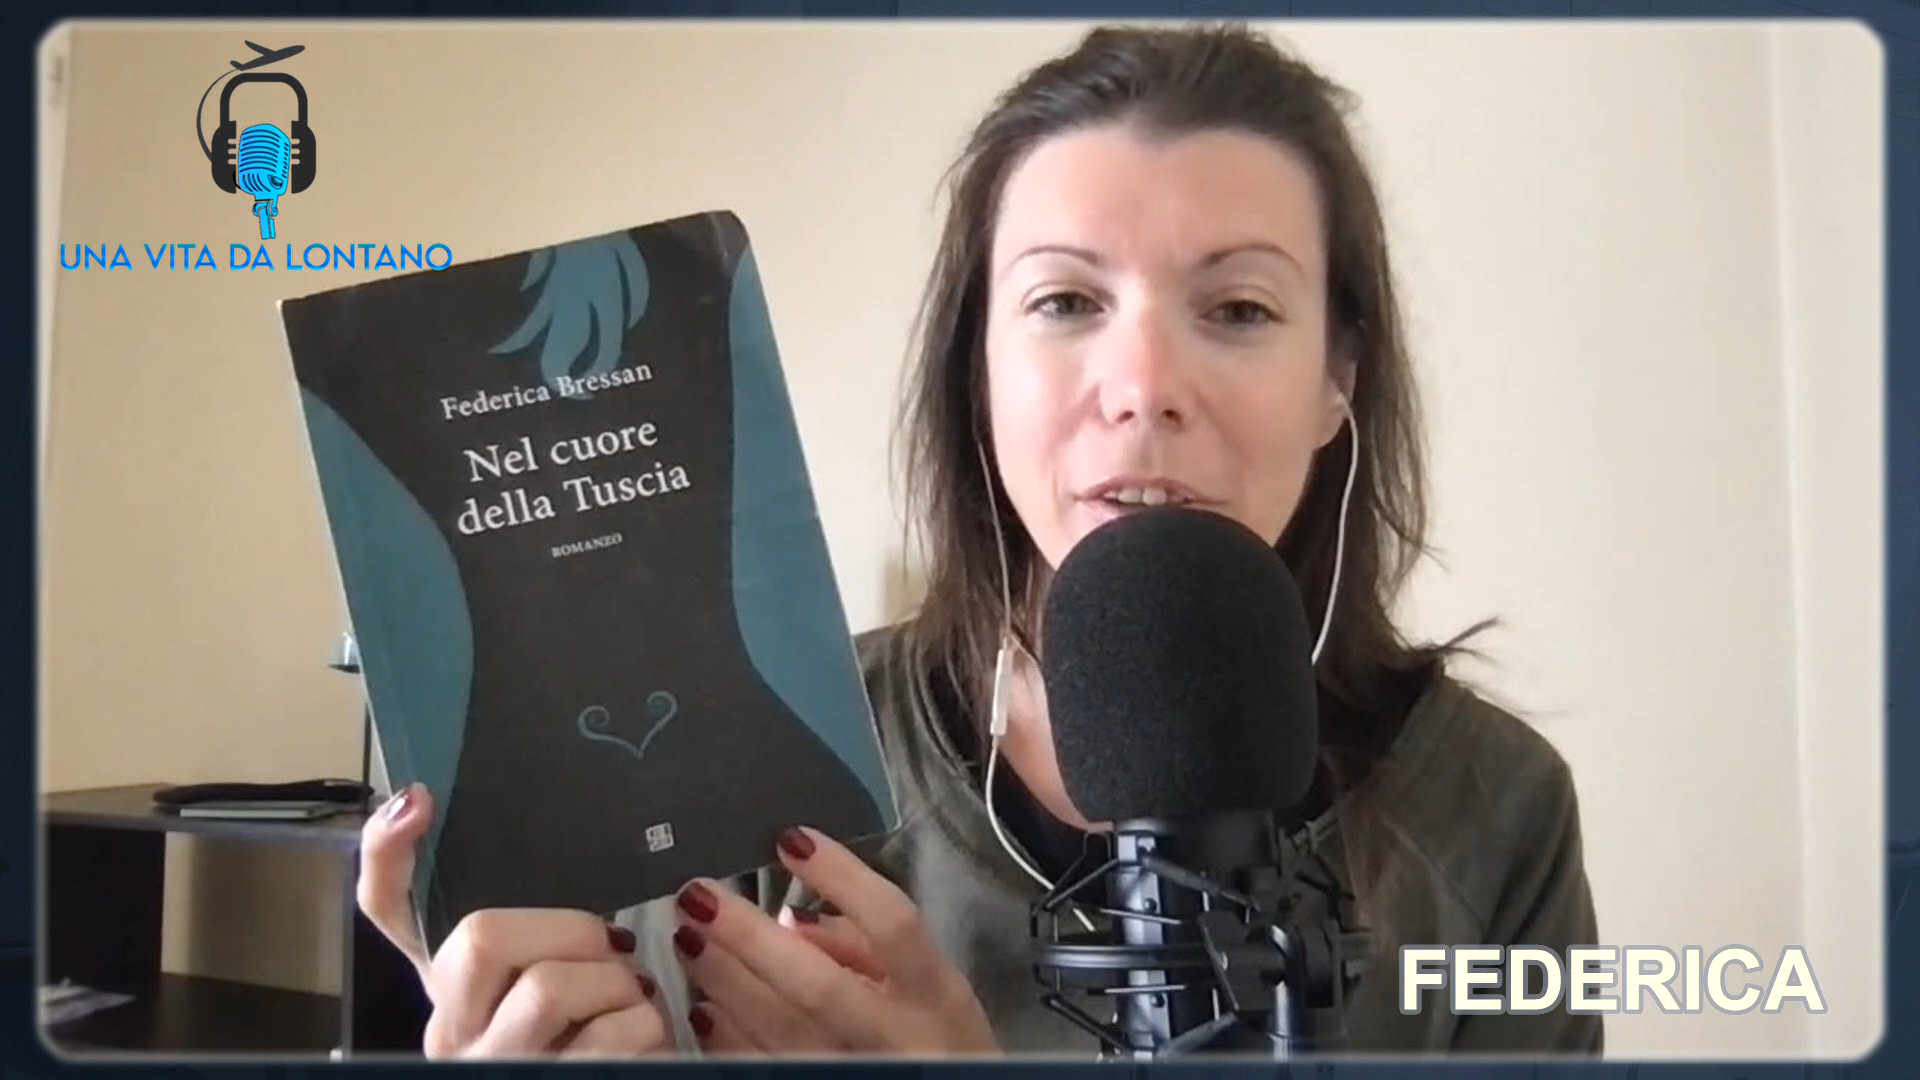 UNA VITA DA LONTANO
Federica Bressan
Nel cuore
della Tuscia
ROMANZO
FEDERICA